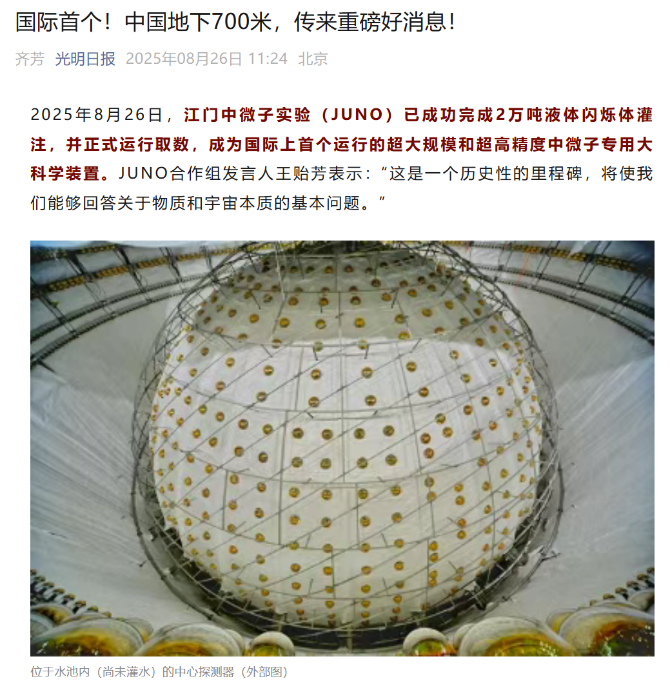 国际首个！中国地下700米，传来重磅好消息！
齐芳 光明日报 2025年08月26日 11:24 北京
2025年8月26日，江门中微子实验（JUNO）已成功完成2万吨液体闪烁体灌
注，并正式运行取数，成为国际上首个运行的超大规模和超高精度中微子专用大
科学装置。JUNO合作组发言人王贻芳表示：“这是一个历史性的里程碑，将使我
们能够回答关于物质和宇宙本质的基本问题。”
位于水池内（尚未灌水）的中心探测器（外部图）